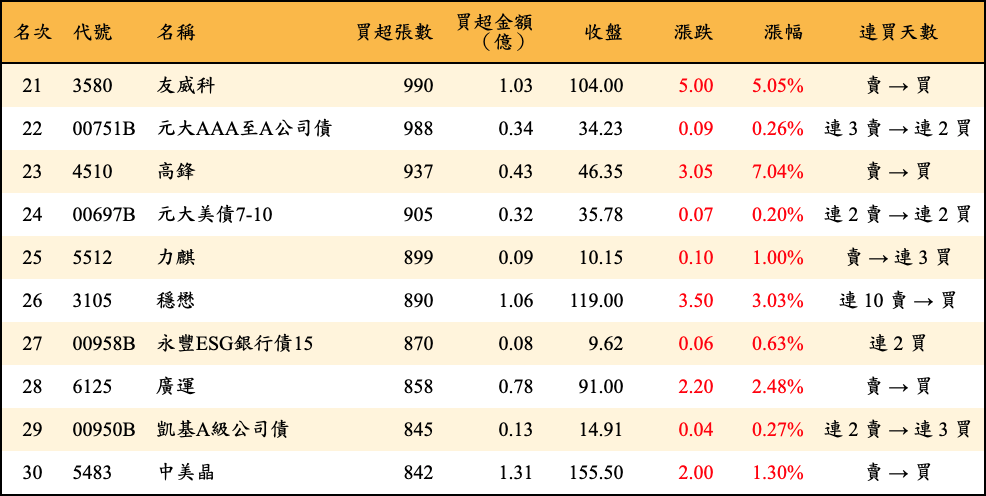 名次 代號 名稱 買超張數 買超金額（億） 收盤 漲跌 漲幅 連買天數
21 3580 友威科 990 1.03 104.00 5.00 5.05% 賣 → 買
22 00751B 元大AAA至A公司債 988 0.34 34.23 0.09 0.26% 連 3 賣 → 連 2 買
23 4510 高鋒 937 0.43 46.35 3.05 7.04% 賣 → 買
24 00697B 元大美債7-10 905 0.32 35.78 0.07 0.20% 連 2 賣 → 連 2 買
25 5512 力麒 899 0.09 10.15 0.10 1.00% 賣 → 連 3 買
26 3105 穩懋 890 1.06 119.00 3.50 3.03% 連 10 賣 → 買
27 00958B 永豐ESG銀行債15 870 0.08 9.62 0.06 0.63% 連 2 買
28 6125 廣運 858 0.78 91.00 2.20 2.48% 賣 → 買
29 00950B 凱基A級公司債 845 0.13 14.91 0.04 0.27% 連 2 賣 → 連 3 買
30 5483 中美晶 842 1.31 155.50 2.00 1.30% 賣 → 買